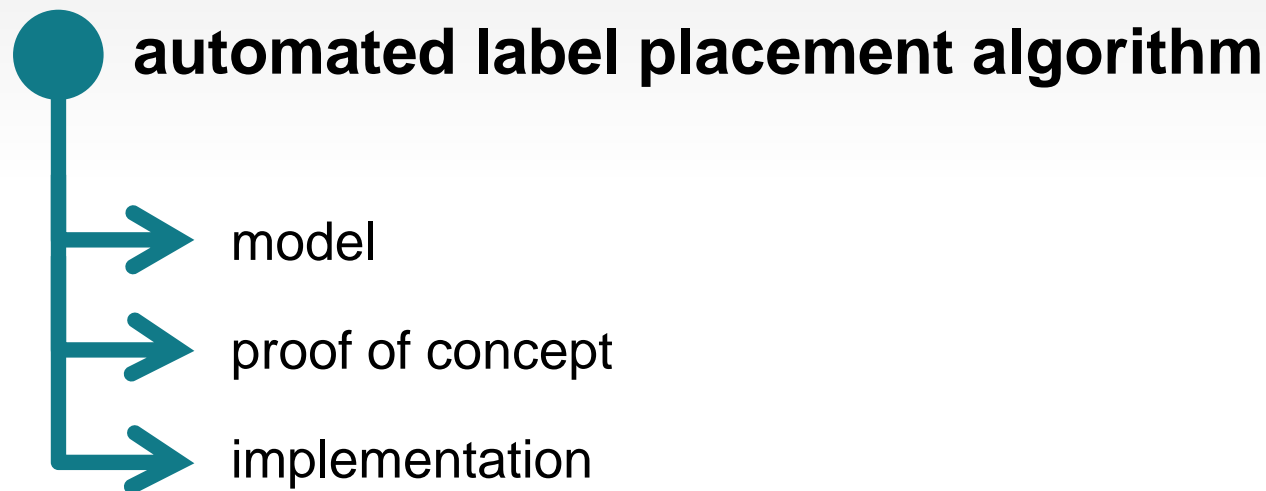 automated label placement algorithm
model
proof of concept
implementation